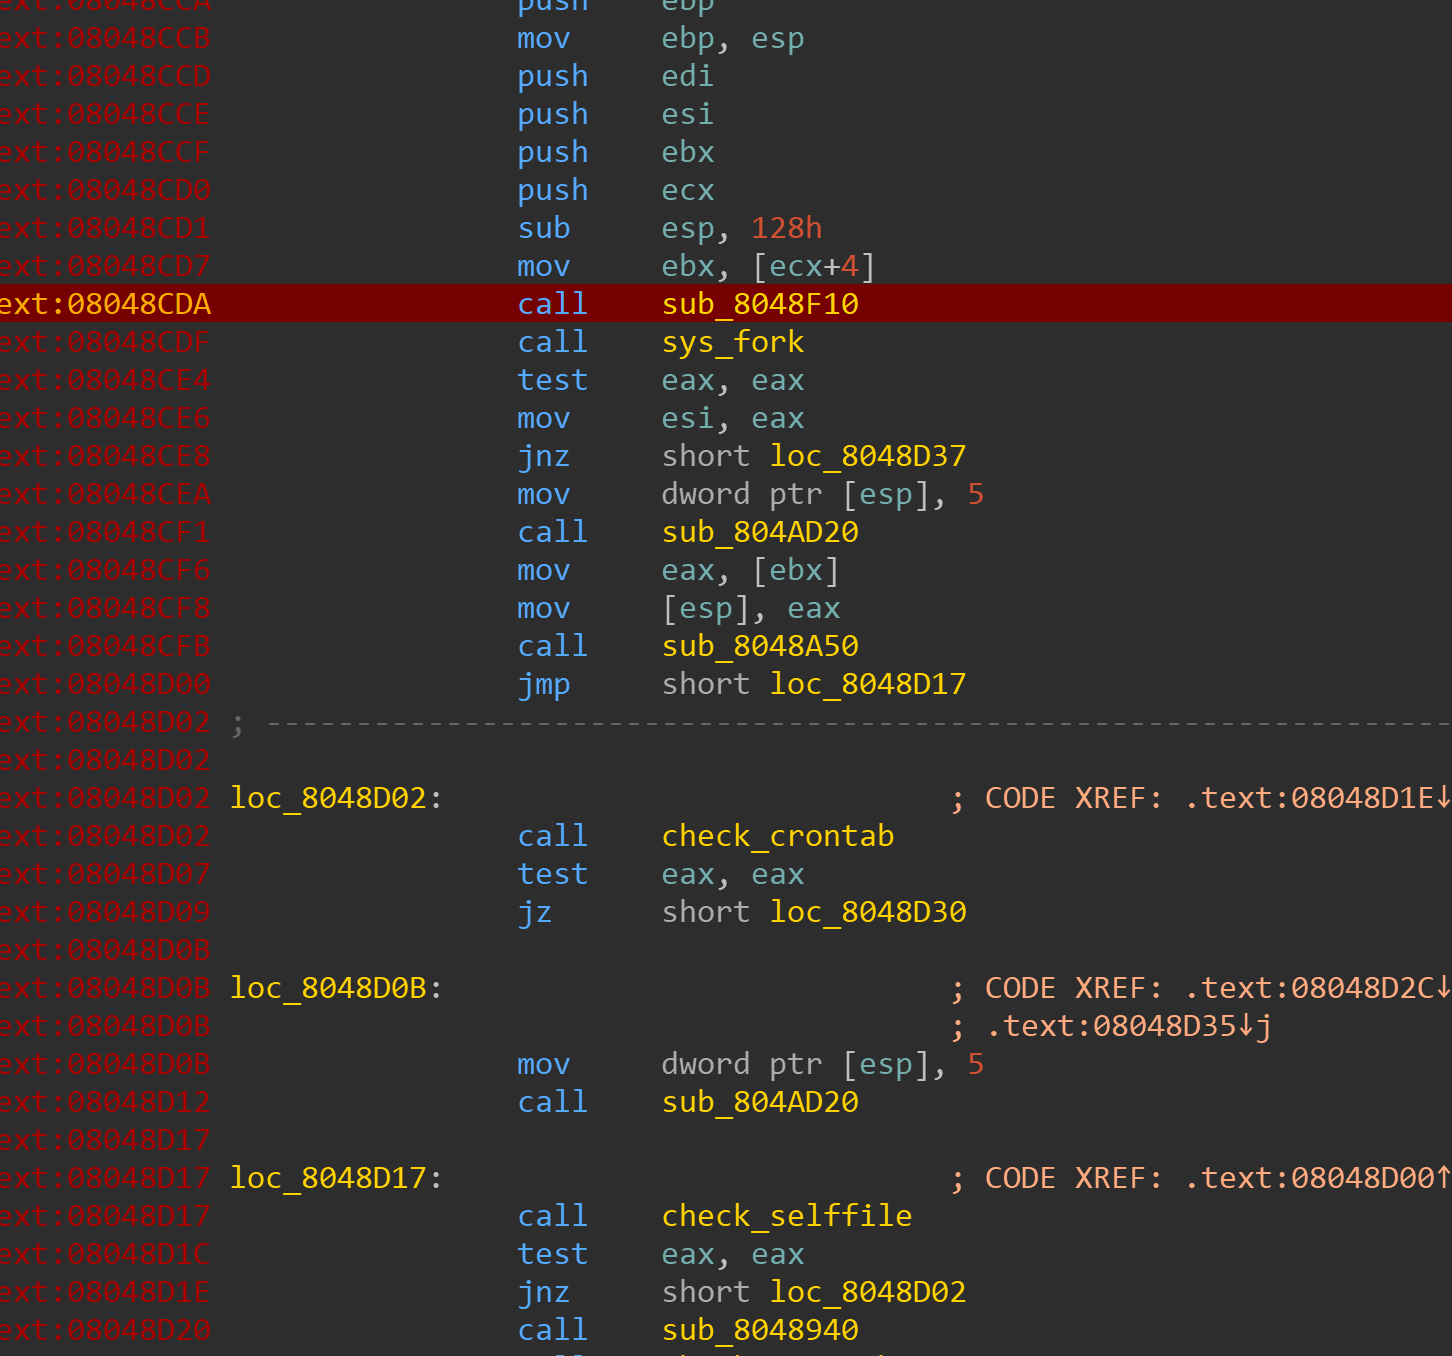 ext:08048CCA push ebp
ext:08048CCB mov ebp, esp
ext:08048CCD push edi
ext:08048CCE push esi
ext:08048CCF push ebx
ext:08048CD0 push ecx
ext:08048CD1 sub esp, 128h
ext:08048CD7 mov ebx, [ecx+4]
ext:08048CDA call sub_8048F10
ext:08048CDF call sys_fork
ext:08048CE4 test eax, eax
ext:08048CE6 mov esi, eax
ext:08048CE8 jnz short loc_8048D37
ext:08048CEA mov dword ptr [esp], 5
ext:08048CF1 call sub_804AD20
ext:08048CF6 mov eax, [ebx]
ext:08048CF8 mov [esp], eax
ext:08048CFB call sub_8048A50
ext:08048D00 jmp short loc_8048D17
ext:08048D02 ; ------------------------------------------------------------------
ext:08048D02
ext:08048D02 loc_8048D02: ; CODE XREF: .text:08048D1E↓
ext:08048D02 call check_crontab
ext:08048D07 test eax, eax
ext:08048D09 jz short loc_8048D30
ext:08048D0B
ext:08048D0B loc_8048D0B: ; CODE XREF: .text:08048D2C↓
ext:08048D0B ; .text:08048D35↓j
ext:08048D0B mov dword ptr [esp], 5
ext:08048D12 call sub_804AD20
ext:08048D17
ext:08048D17 loc_8048D17: ; CODE XREF: .text:08048D00↑
ext:08048D17 call check_selffile
ext:08048D1C test eax, eax
ext:08048D1E jnz short loc_8048D02
ext:08048D20 call sub_8048940